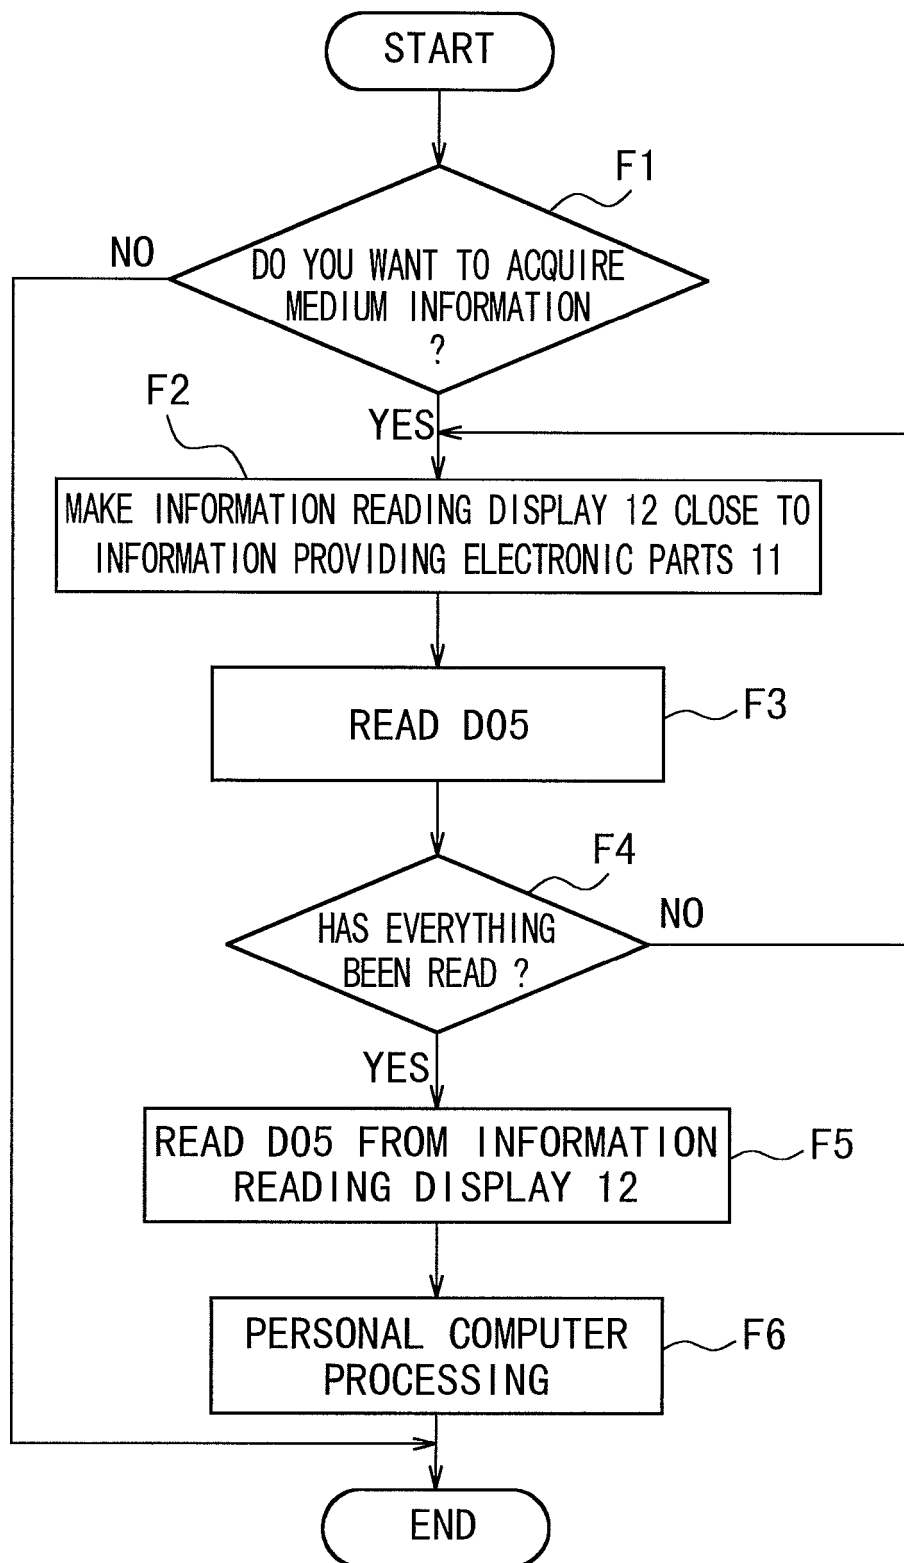 START
F1
NO
DO YOU WANT TO ACQUIRE
MEDIUM INFORMATION
?
F2
YES
MAKE INFORMATION READING DISPLAY 12 CLOSE TO
INFORMATION PROVIDING ELECTRONIC PARTS 11
READ D05
F3
F4
NO
HAS EVERYTHING
BEEN READ ?
YES
READ D05 FROM INFORMATION
READING DISPLAY 12
F5
PERSONAL COMPUTER
PROCESSING
F6
END